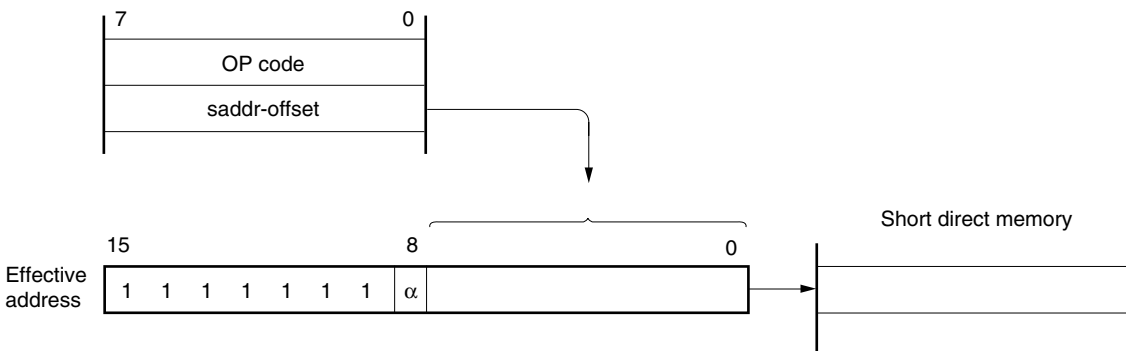 7 0
OP code
saddr-offset
Short direct memory
15 8 0
Effective
address
1 1 1 1 1 1 1 α